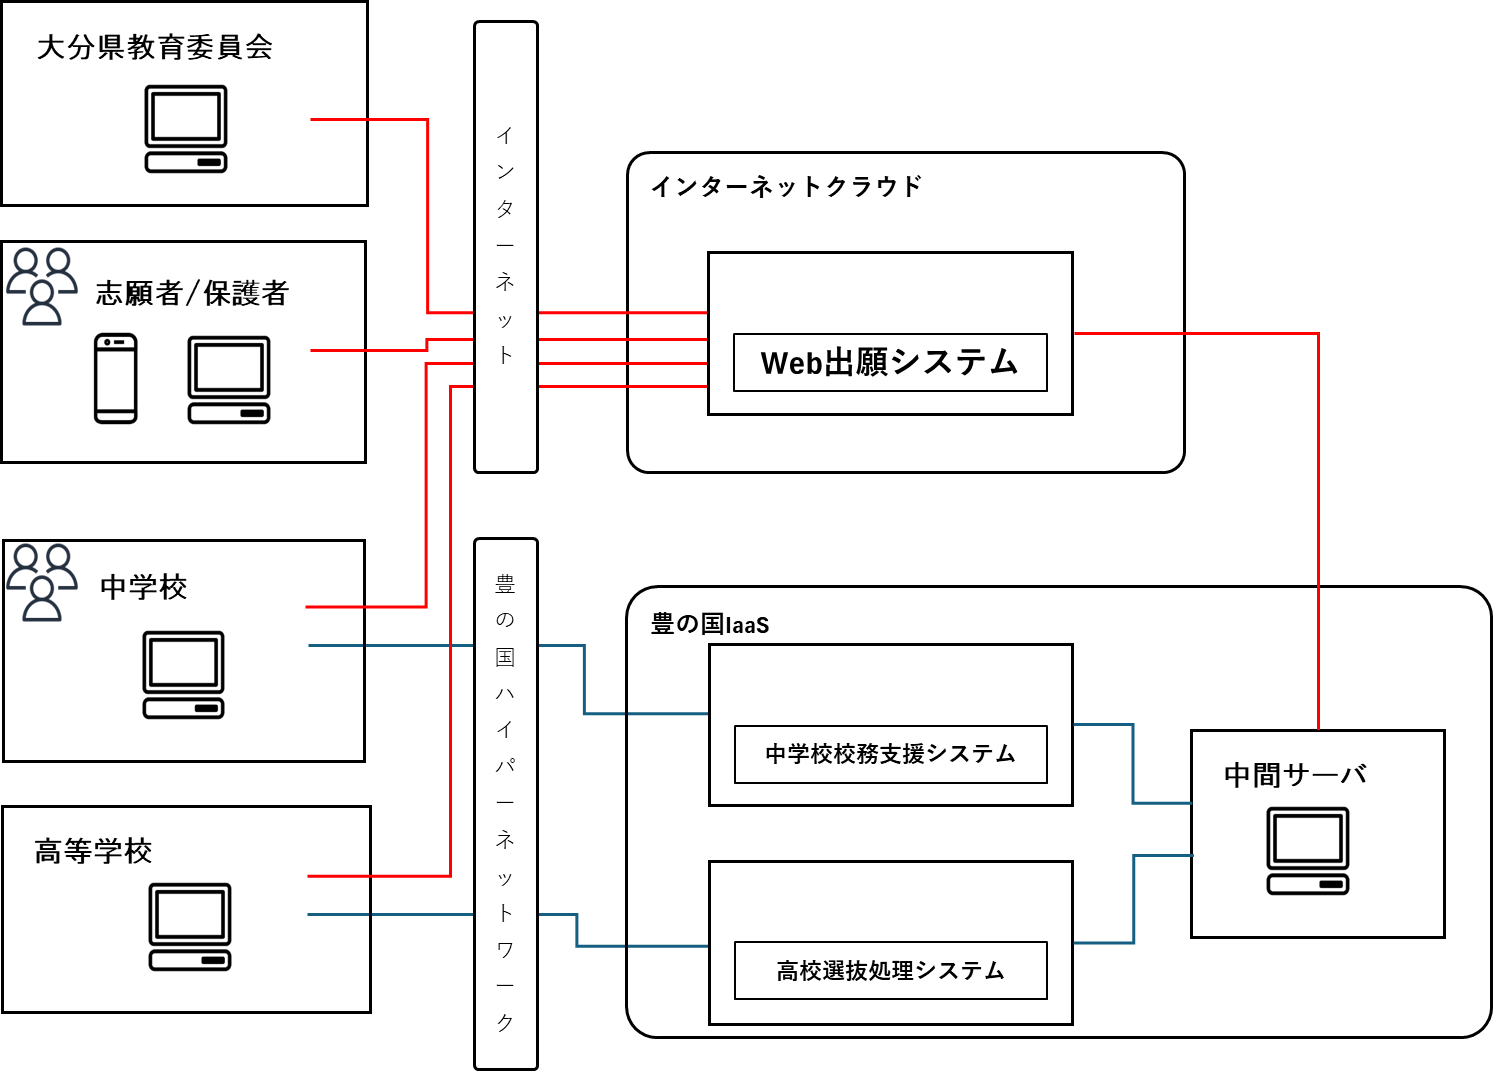 大分県教育委員会
志願者/保護者
中学校
高等学校
インターネット
豊の国ハイパーネットワーク
インターネットクラウド
Web出願システム
豊の国IaaS
中学校校務支援システム
高校選抜処理システム
中間サーバ